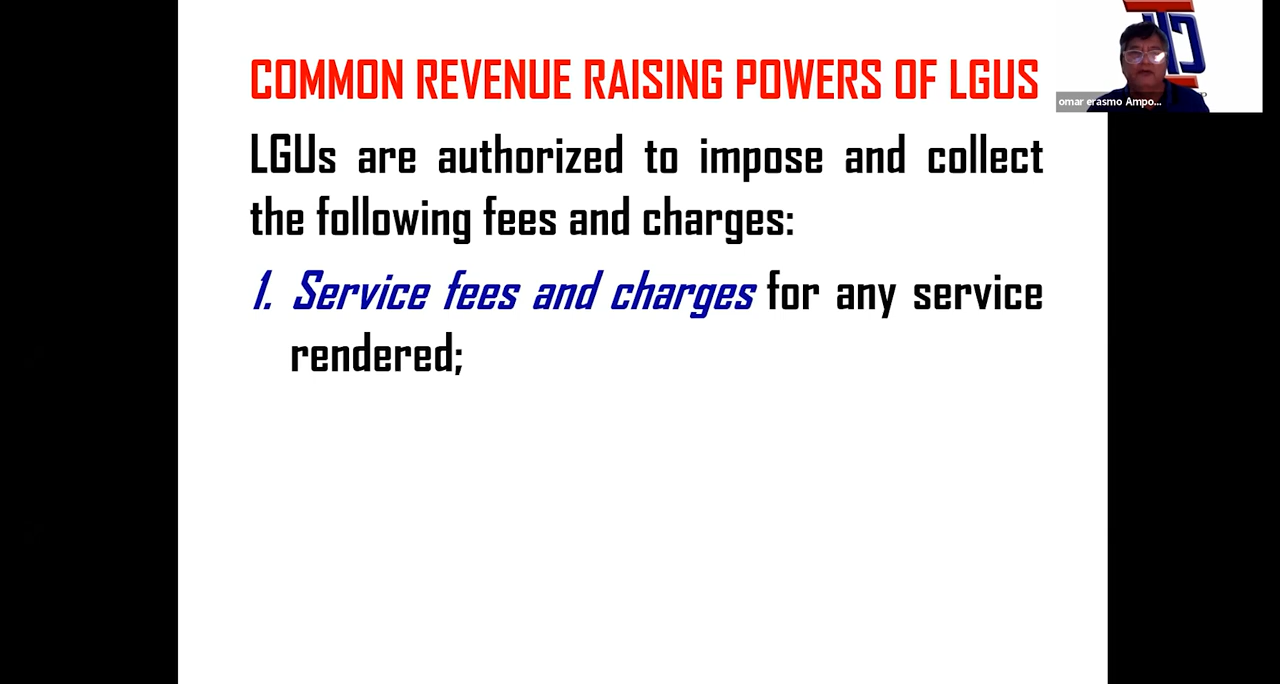 COMMON REVENUE RAISING POWERS OF LGUS
LGUs are authorized to impose and collect
the following fees and charges:
1. Service fees and charges for any service
rendered;
omar erasmo Ampo...